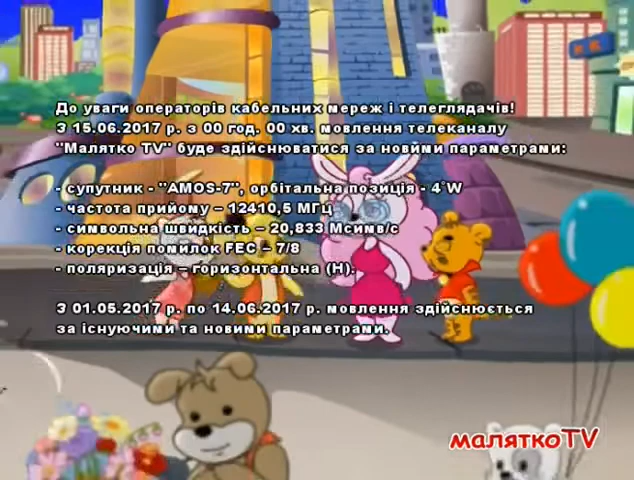 До уваги операторів кабельних мереж і телеглядачів!
З 15.06.2017 р. з 00 год. 00 хв. мовлення телеканалу
"Малятко TV" буде здійснюватися за новими параметрами:
- супутник - "AMOS-7", орбітальна позиція - 4°W
- частота прийому – 12410,5 МГц
- символьна швидкість – 20,833 Мсимв/с
- корекція помилок FEC – 7/8
- поляризація – горизонтальна (H).
З 01.05.2017 р. по 14.06.2017 р. мовлення здійснюється
за існуючими та новими параметрами.
маляткоTV